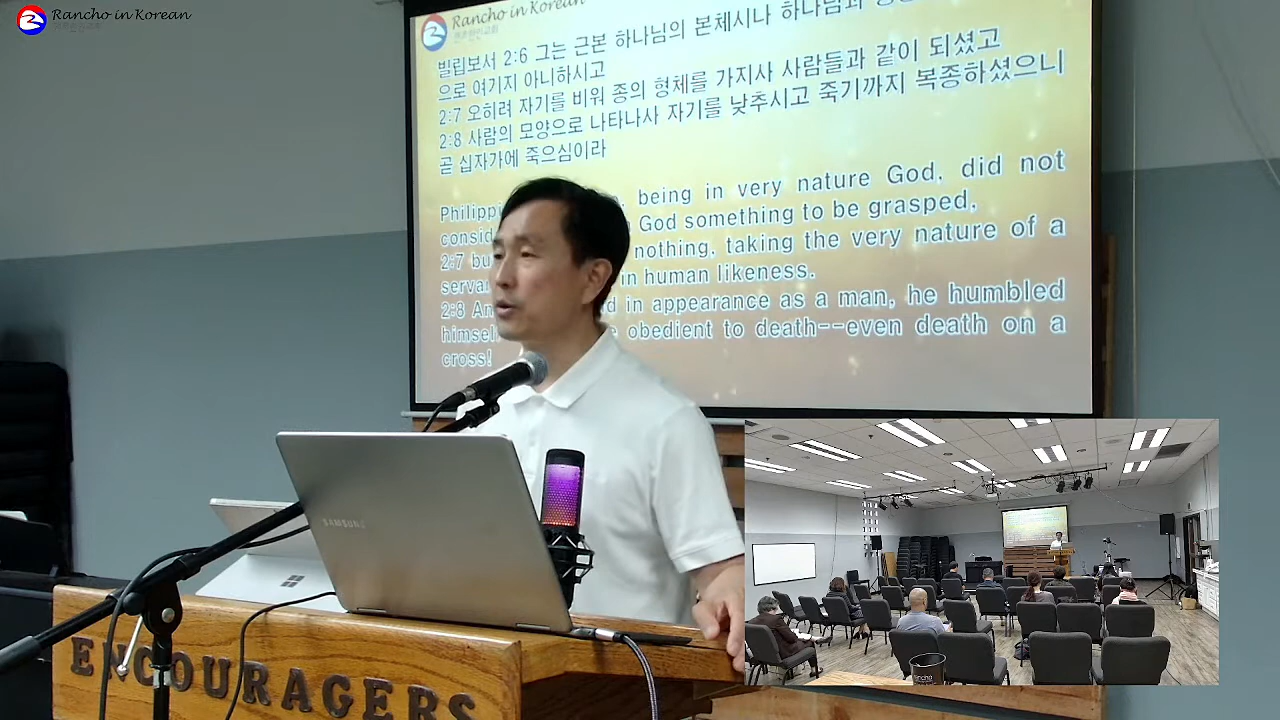 Rancho in Korean
Rancho in Korean
빌립보서 2:6 그는 근본 하나님의 본체시나 하나님과
으로 여기지 아니하시고
2:7 오히려 자기를 비워 종의 형체를 가지사 사람들과 같이 되셨고
2:8 사람의 모양으로 나타나사 자기를 낮추시고 죽기까지 복종하셨으니
곧 십자가에 죽으심이라
being in very nature God, did not
God something to be grasped,
2:7 nothing, taking the very nature of a
in human likeness.
2:8 in appearance as a man, he humbled
obedient to death--even death on a
cross!
SAMSUNG
ENCOURAGERS
Rancho